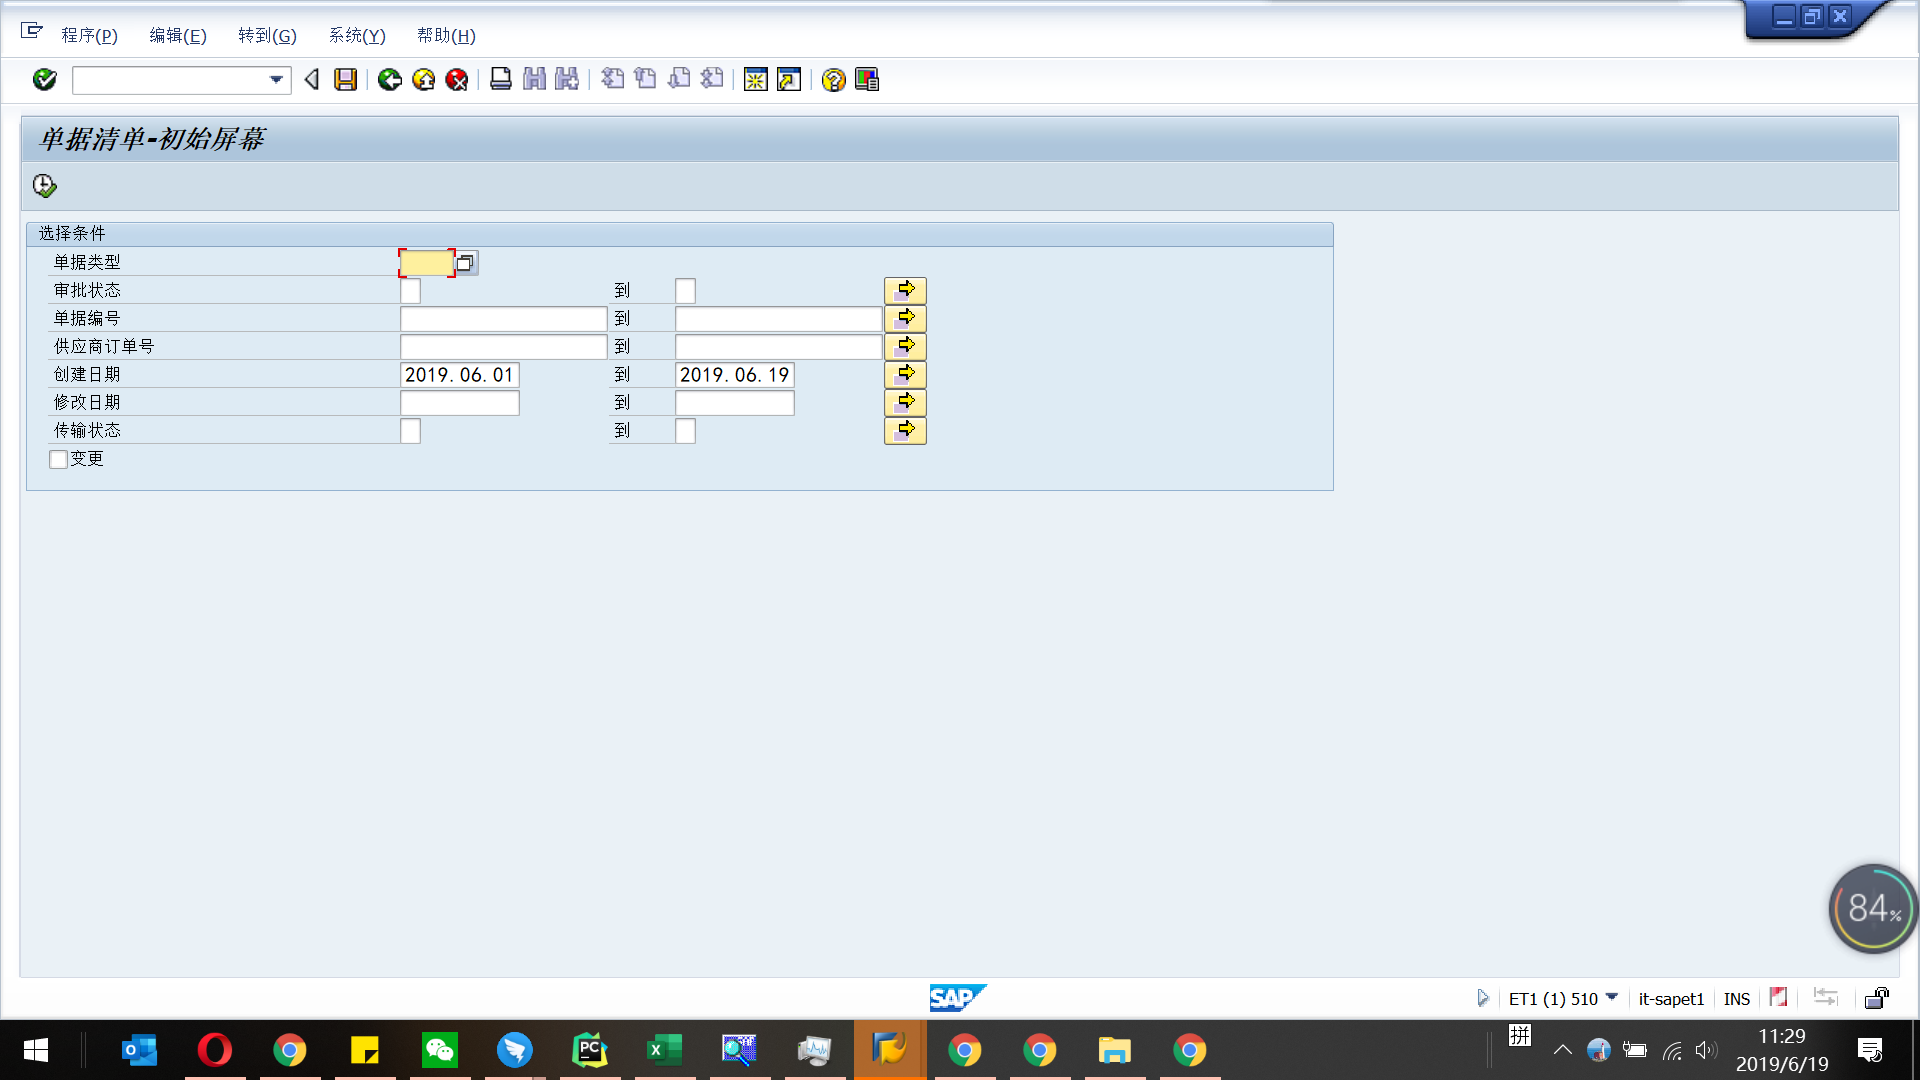 程序(P) 编辑(E) 转到(G) 系统(Y) 帮助(H)
单据清单-初始屏幕
选择条件
单据类型
审批状态 到
单据编号 到
供应商订单号 到
创建日期 2019.06.01 到 2019.06.19
修改日期 到
传输状态 到
变更
84%
SAP
ET1 (1) 510 it-sapet1 INS
拼
11:29
2019/6/19